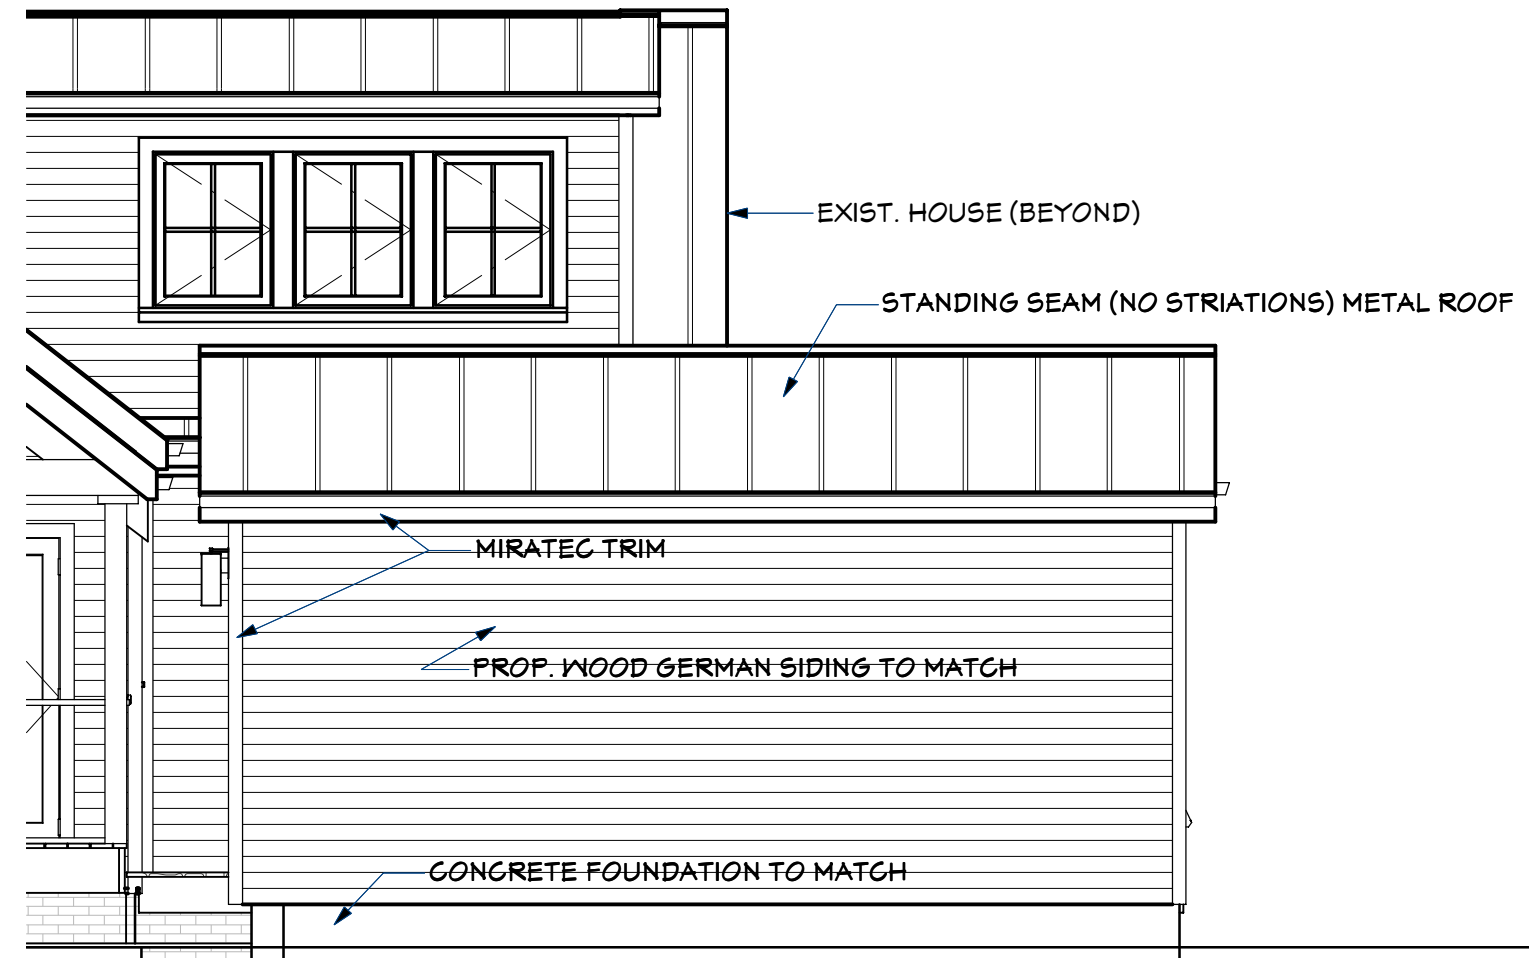 EXIST. HOUSE (BEYOND)
STANDING SEAM (NO STRIATIONS) METAL ROOF
MIRATEC TRIM
PROP. WOOD GERMAN SIDING TO MATCH
CONCRETE FOUNDATION TO MATCH